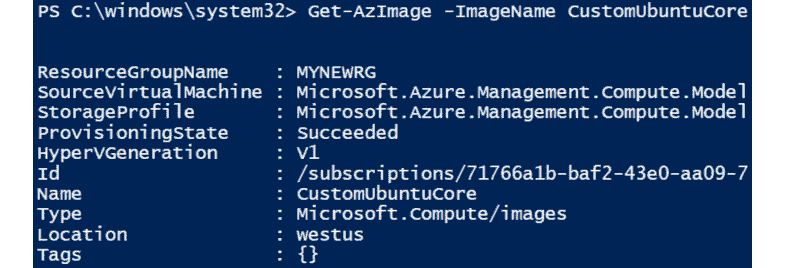 PS C:\windows\system32> Get-AzImage -ImageName CustomUbuntuCore
ResourceGroupName : MYNEWRG
SourceVirtualMachine : Microsoft.Azure.Management.Compute.Model
StorageProfile : Microsoft.Azure.Management.Compute.Model
ProvisioningState : Succeeded
HyperVGeneration : V1
Id : /subscriptions/71766a1b-baf2-43e0-aa09-7
Name : CustomUbuntuCore
Type : Microsoft.Compute/images
Location : westus
Tags : {}